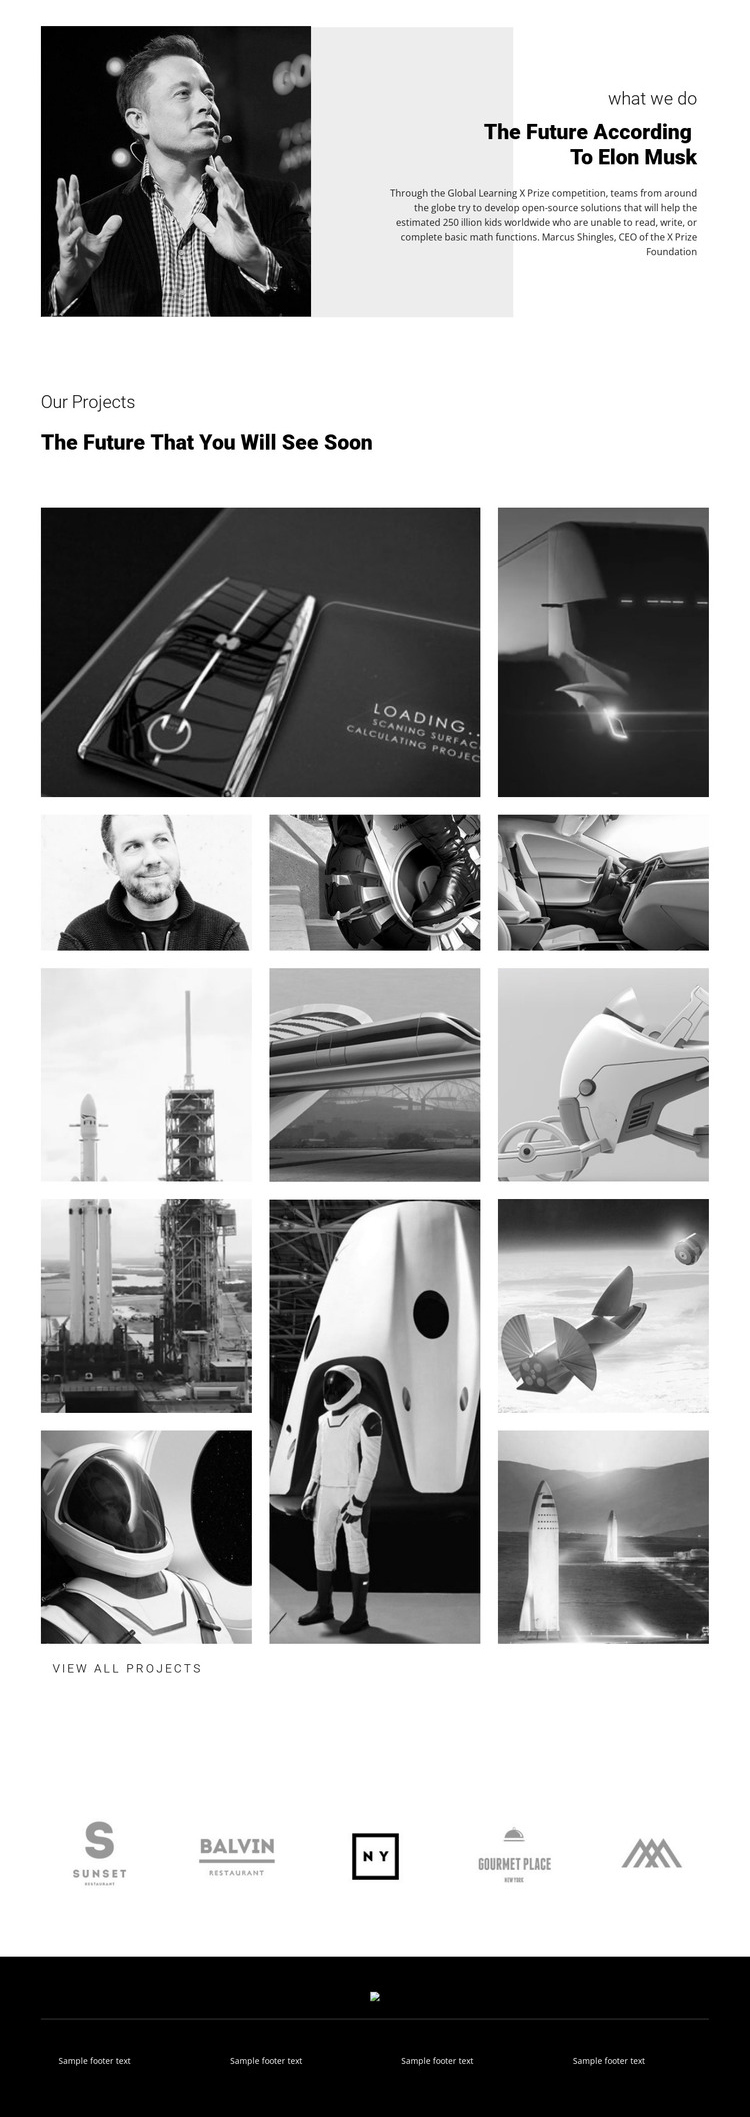 GO
what we do
The Future According
To Elon Musk
Through the Global Learning X Prize competition, teams from around
the globe try to develop open-source solutions that will help the
estimated 250 illion kids worldwide who are unable to read, write, or
complete basic math functions. Marcus Shingles, CEO of the X Prize
Foundation
Our Projects
The Future That You Will See Soon
LOADING..
SCANING SURFAC
CALCULATING PROJEC
SPACEX
VIEW ALL PROJECTS
S
SUNSET
RESTAURANT
BALVIN
RESTAURANT
N Y
GOURMET PLACE
NEW YORK
Sample footer text
Sample footer text
Sample footer text
Sample footer text